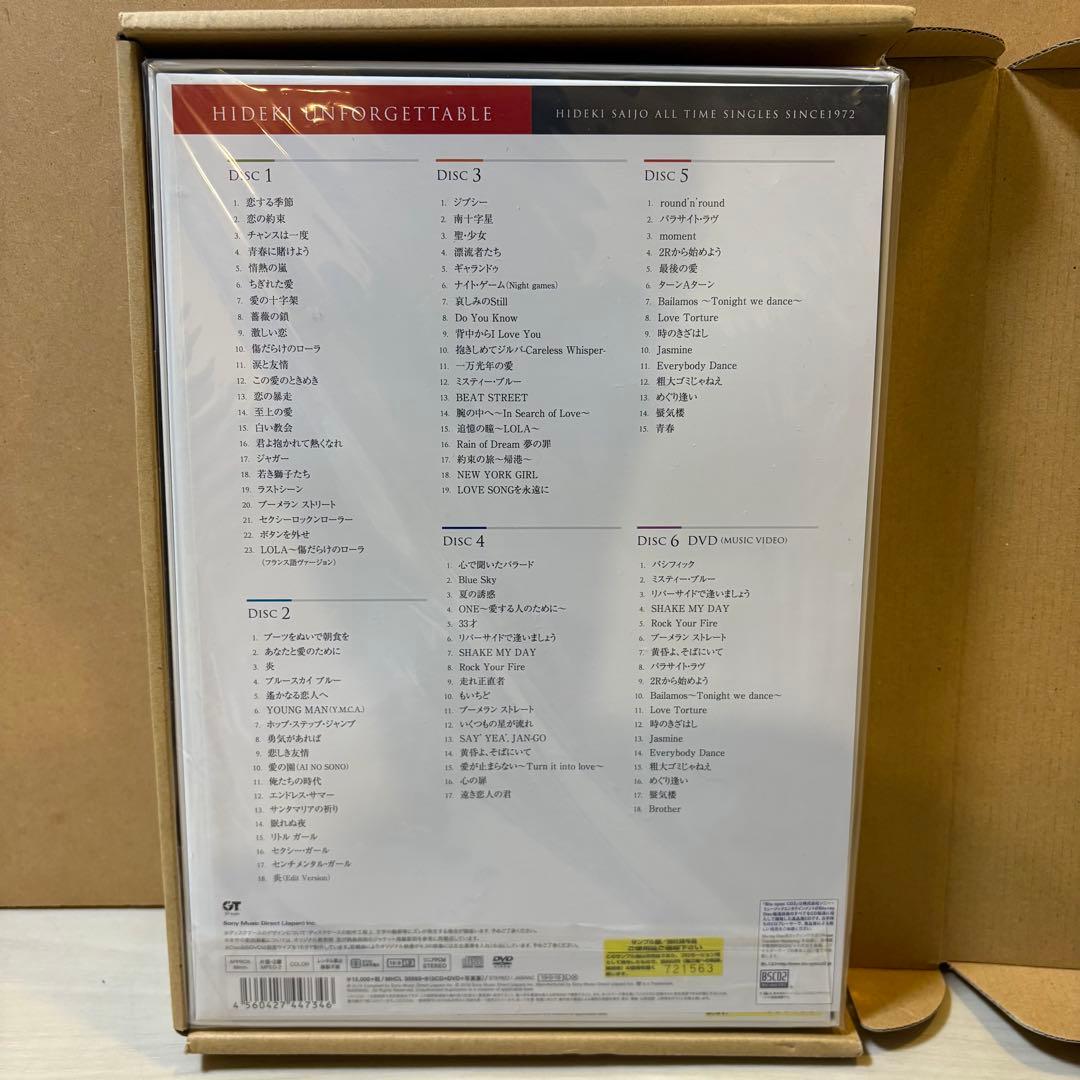 HIDEKI UNFORGETTABLE
HIDEKI SAIJO ALL TIME SINGLES SINCE1972
DISC 1
1. 恋する季節
2. 恋の約束
3. チャンスは一度
4. 青春に賭けよう
5. 情熱の嵐
6. ちぎれた愛
7. 愛の十字架
8. 薔薇の鎖
9. 激しい恋
10. 傷だらけのローラ
11. 涙と友情
12. この愛のときめき
13. 恋の暴走
14. 至上の愛
15. 白い教会
16. 君よ抱かれて熱くなれ
17. ジャガー
18. 若き獅子たち
19. ラストシーン
20. ブーメラン ストリート
21. セクシーロックンローラー
22. ボタンを外せ
23. LOLA～傷だらけのローラ
(フランス語ヴァージョン)
DISC 2
1. ブーツをぬいで朝食を
2. あなたと愛のために
3. 炎
4. ブルースカイ ブルー
5. 遙かなる恋人へ
6. YOUNG MAN(Y.M.C.A.)
7. ホップ・ステップ・ジャンプ
8. 勇気があれば
9. 悲しき友情
10. 愛の園(AI NO SONO)
11. 俺たちの時代
12. エンドレス・サマー
13. サンタマリアの祈り
14. 眠れぬ夜
15. リトル ガール
16. セクシー・ガール
17. センチメンタル・ガール
18. 炎(Edit Version)
DISC 3
1. ジプシー
2. 南十字星
3. 聖・少女
4. 漂流者たち
5. ギャランドゥ
6. ナイト・ゲーム(Night games)
7. 哀しみのStill
8. Do You Know
9. 背中からI Love You
10. 抱きしめてジルバ-Careless Whisper-
11. 一万光年の愛
12. ミスティー・ブルー
13. BEAT STREET
14. 腕の中へ～In Search of Love～
15. 追憶の瞳～LOLA～
16. Rain of Dream 夢の罪
17. 約束の旅～帰港～
18. NEW YORK GIRL
19. LOVE SONGを永遠に
DISC 4
1. 心で聞いたバラード
2. Blue Sky
3. 夏の誘惑
4. ONE～愛する人のために～
5. 33才
6. リバーサイドで逢いましょう
7. SHAKE MY DAY
8. Rock Your Fire
9. 走れ正直者
10. もいちど
11. ブーメラン ストレート
12. いくつもの星が流れ
13. SAY' YEA', JAN-GO
14. 黄昏よ、そばにいて
15. 愛が止まらない～Turn it into love～
16. 心の扉
17. 遠き恋人の君
DISC 5
1. round'n'round
2. パラサイト・ラヴ
3. moment
4. 2Rから始めよう
5. 最後の愛
6. ターンAターン
7. Bailamos ～Tonight we dance～
8. Love Torture
9. 時のきざはし
10. Jasmine
11. Everybody Dance
12. 粗大ゴミじゃねえ
13. めぐり逢い
14. 蜃気楼
15. 青春
DISC 6 DVD (MUSIC VIDEO)
1. パシフィック
2. ミスティー・ブルー
3. リバーサイドで逢いましょう
4. SHAKE MY DAY
5. Rock Your Fire
6. ブーメラン ストレート
7. 黄昏よ、そばにいて
8. パラサイト・ラヴ
9. 2Rから始めよう
10. Bailamos～Tonight we dance～
11. Love Torture
12. 時のきざはし
13. Jasmine
14. Everybody Dance
15. 粗大ゴミじゃねえ
16. めぐり逢い
17. 蜃気楼
18. Brother
GT
Sony Music Direct (Japan) Inc.
COLOR
STEREO
DVD
4 560427 447346
721563
BSCD2